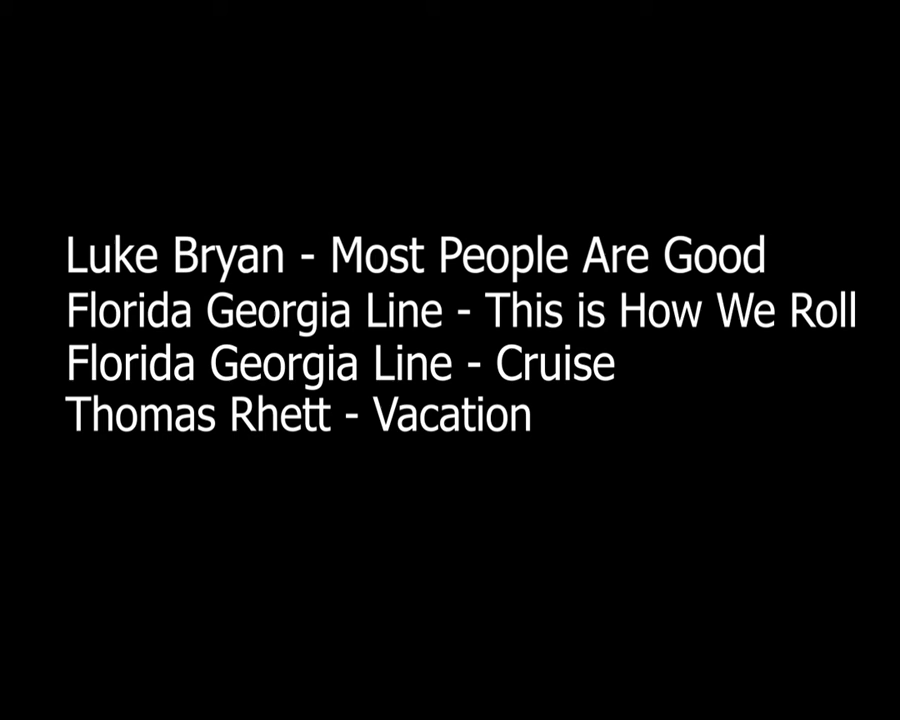 Luke Bryan - Most People Are Good
Florida Georgia Line - This is How We Roll
Florida Georgia Line - Cruise
Thomas Rhett - Vacation